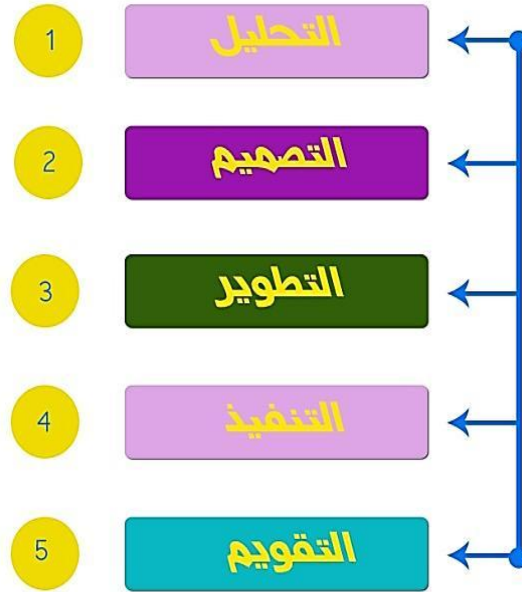 1 التحليل
2 التصميم
3 التطوير
4 التنفيذ
5 التقويم